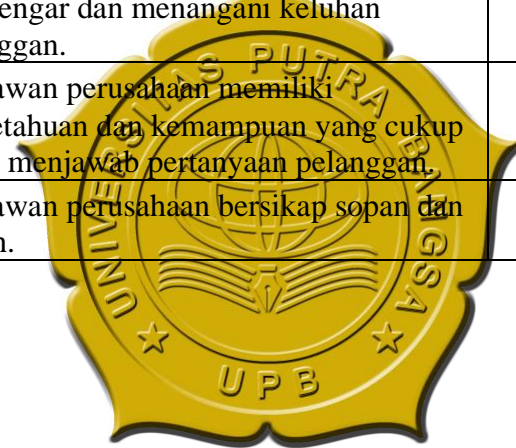 engar dan menangani keluhan
ggan.
awan perusahaan memiliki
etahuan dan kemampuan yang cukup
menjawab pertanyaan pelanggan.
awan perusahaan bersikap sopan dan
n.
UNIVERSITAS PUTRA BANGSA
UPB